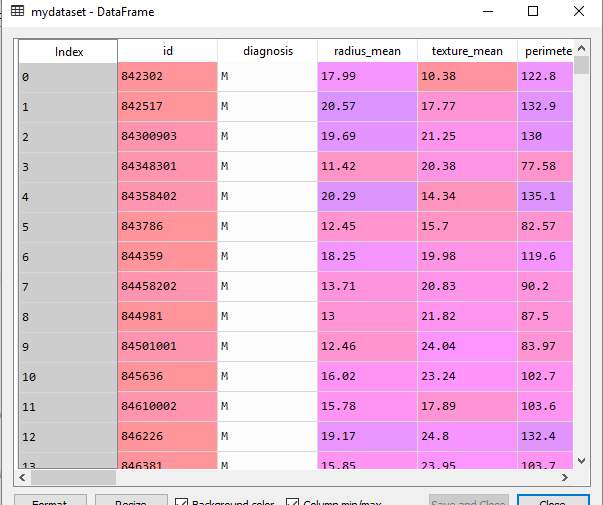 mydataset - DataFrame
Index id diagnosis radius_mean texture_mean perimete
0 842302 M 17.99 10.38 122.8
1 842517 M 20.57 17.77 132.9
2 84300903 M 19.69 21.25 130
3 84348301 M 11.42 20.38 77.58
4 84358402 M 20.29 14.34 135.1
5 843786 M 12.45 15.7 82.57
6 844359 M 18.25 19.98 119.6
7 84458202 M 13.71 20.83 90.2
8 844981 M 13 21.82 87.5
9 84501001 M 12.46 24.04 83.97
10 845636 M 16.02 23.24 102.7
11 84610002 M 15.78 17.89 103.6
12 846226 M 19.17 24.8 132.4
13 846381 M 15.85 23.95 103.7
Format Resize Background color Column min/max Save and Close Close